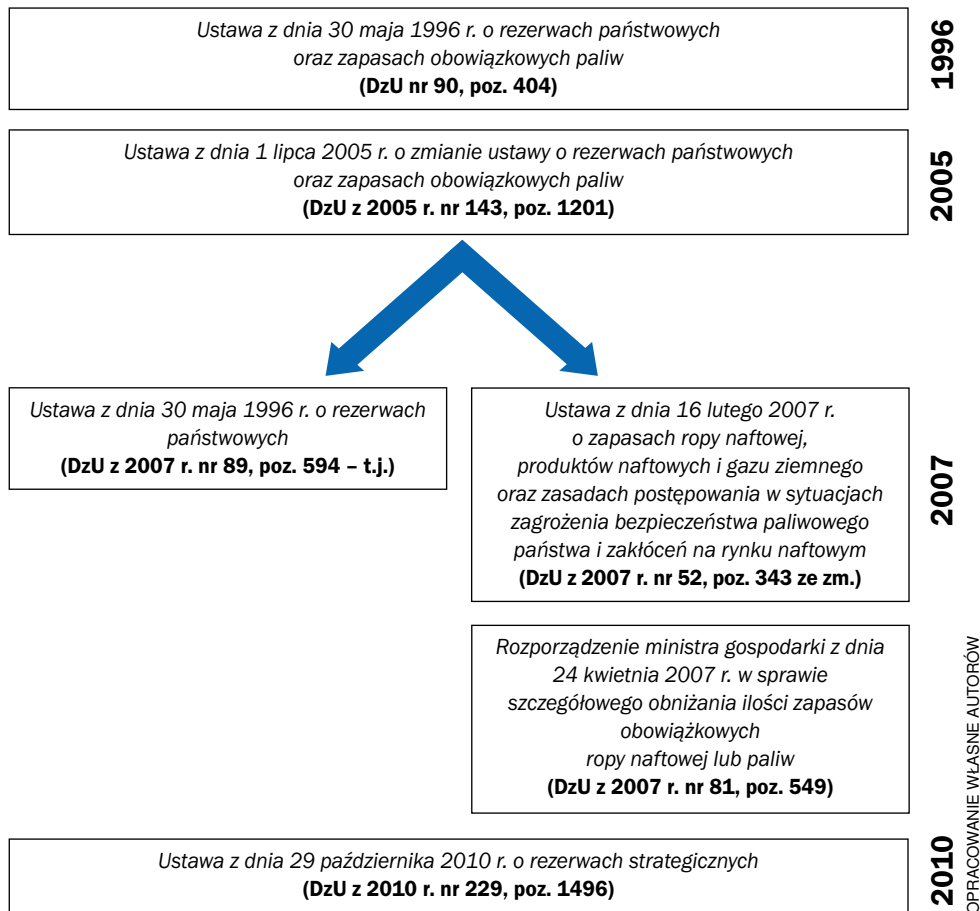 Ustawa z dnia 30 maja 1996 r. o rezerwach państwowych
oraz zapasach obowiązkowych paliw
(DzU nr 90, poz. 404)
1996
Ustawa z dnia 1 lipca 2005 r. o zmianie ustawy o rezerwach państwowych
oraz zapasach obowiązkowych paliw
(DzU z 2005 r. nr 143, poz. 1201)
2005
Ustawa z dnia 30 maja 1996 r. o rezerwach
państwowych
(DzU z 2007 r. nr 89, poz. 594 – t.j.)
Ustawa z dnia 16 lutego 2007 r.
o zapasach ropy naftowej,
produktów naftowych i gazu ziemnego
oraz zasadach postępowania w sytuacjach
zagrożenia bezpieczeństwa paliwowego
państwa i zakłóceń na rynku naftowym
(DzU z 2007 r. nr 52, poz. 343 ze zm.)
2007
Rozporządzenie ministra gospodarki z dnia
24 kwietnia 2007 r. w sprawie
szczegółowego obniżania ilości zapasów
obowiążkowych
ropy naftowej lub paliw
(DzU z 2007 r. nr 81, poz. 549)
Ustawa z dnia 29 października 2010 r. o rezerwach strategicznych
(DzU z 2010 r. nr 229, poz. 1496)
2010
OPRACOWANIE WŁASNE AUTORÓW